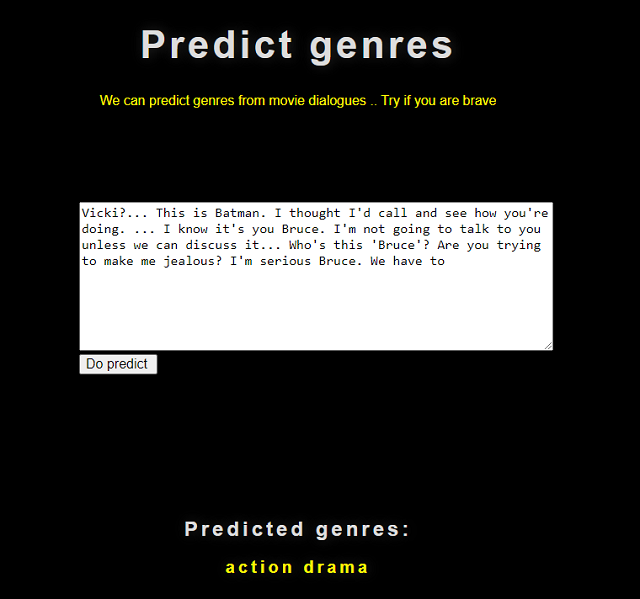 Predict genres
We can predict genres from movie dialogues .. Try if you are brave
Vicki?... This is Batman. I thought I'd call and see how you're
doing. ... I know it's you Bruce. I'm not going to talk to you
unless we can discuss it... Who's this 'Bruce'? Are you trying
to make me jealous? I'm serious Bruce. We have to
Do predict
Predicted genres:
action drama